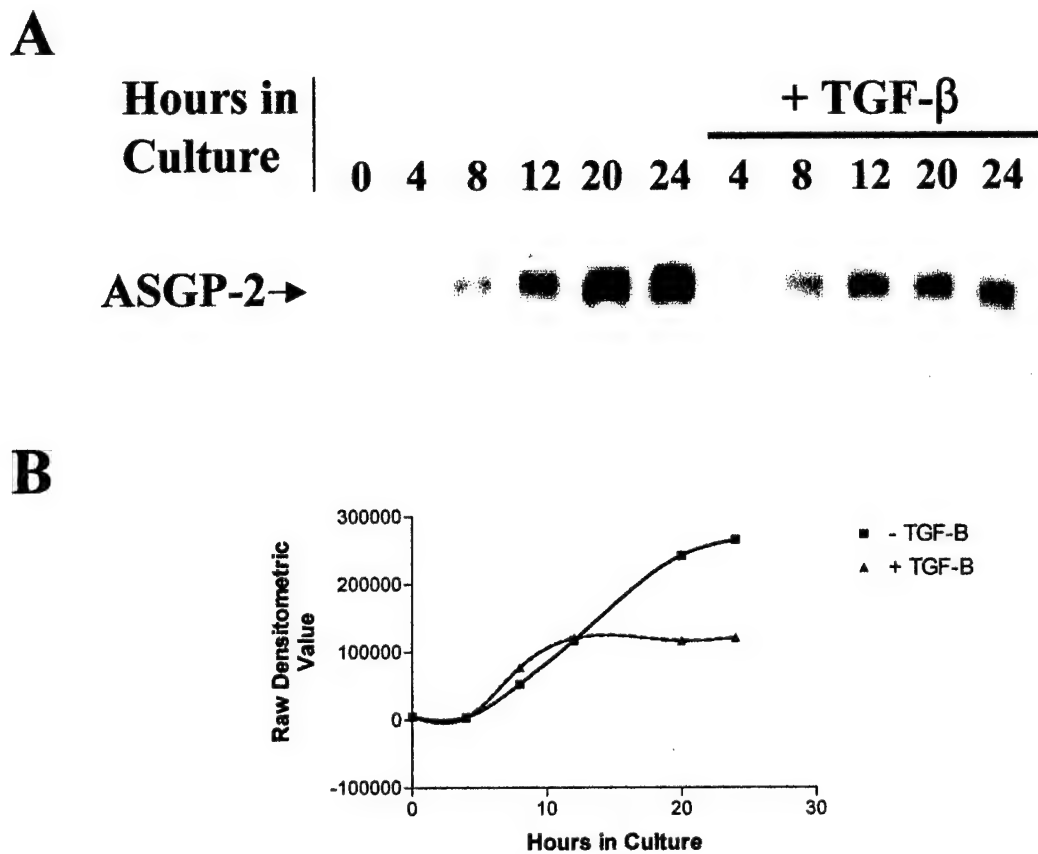 A
Hours in
Culture
+ TGF-β
0 4 8 12 20 24 4 8 12 20 24
ASGP-2→
B
300000
200000
100000
0
-100000
0 10 20 30
Raw Densitometric
Value
Hours in Culture
- TGF-B
+ TGF-B